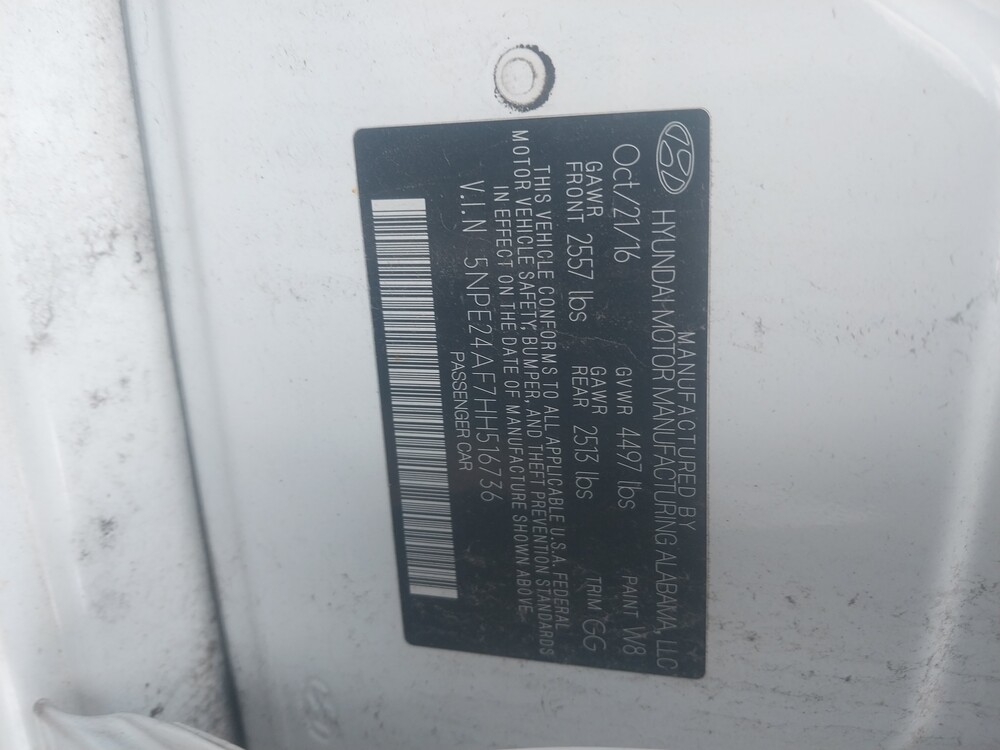 MANUFACTURED BY
HYUNDAI MOTOR MANUFACTURING ALABAMA, LLC
Oct/21/16 GVWR 4497 lbs PAINT W8
GAWR FRONT 2557 lbs GAWR REAR 2513 lbs TRIM GG
THIS VEHICLE CONFORMS TO ALL APPLICABLE U.S.A. FEDERAL
MOTOR VEHICLE SAFETY, BUMPER, AND THEFT PREVENTION STANDARDS
IN EFFECT ON THE DATE OF MANUFACTURE SHOWN ABOVE.
V.I.N 5NPE24AF7HH516736
PASSENGER CAR